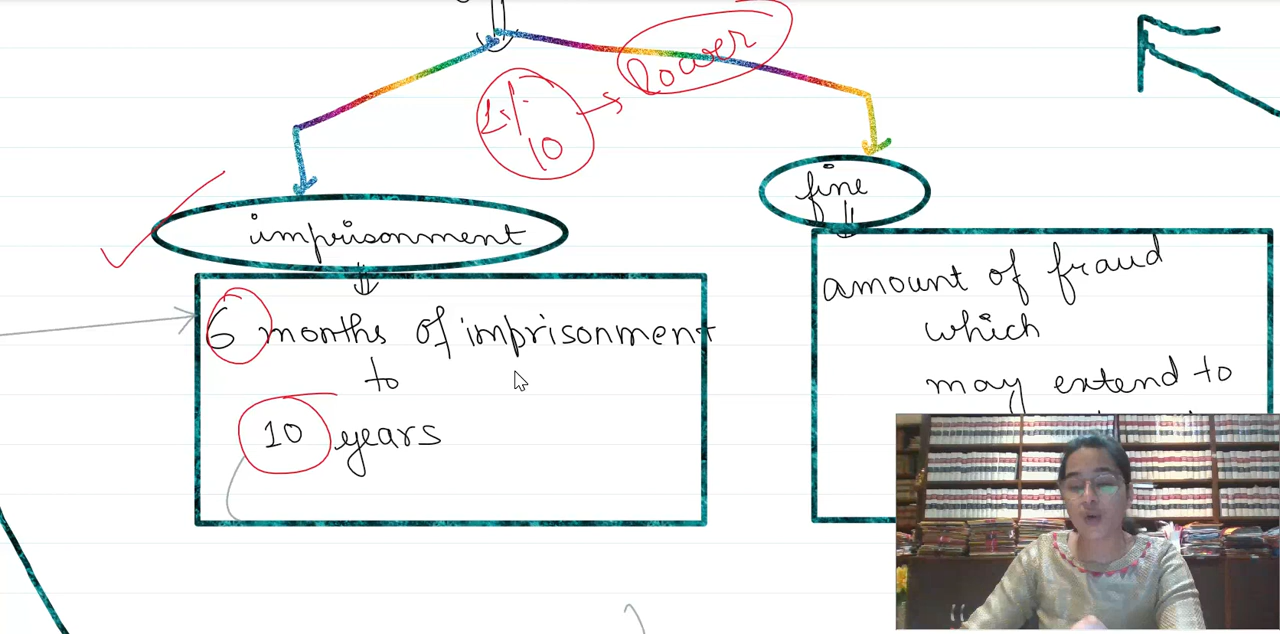 lower
1%
10
imprisonment
fine
6 months of imprisonment
to
10 years
amount of fraud
which
may extend to